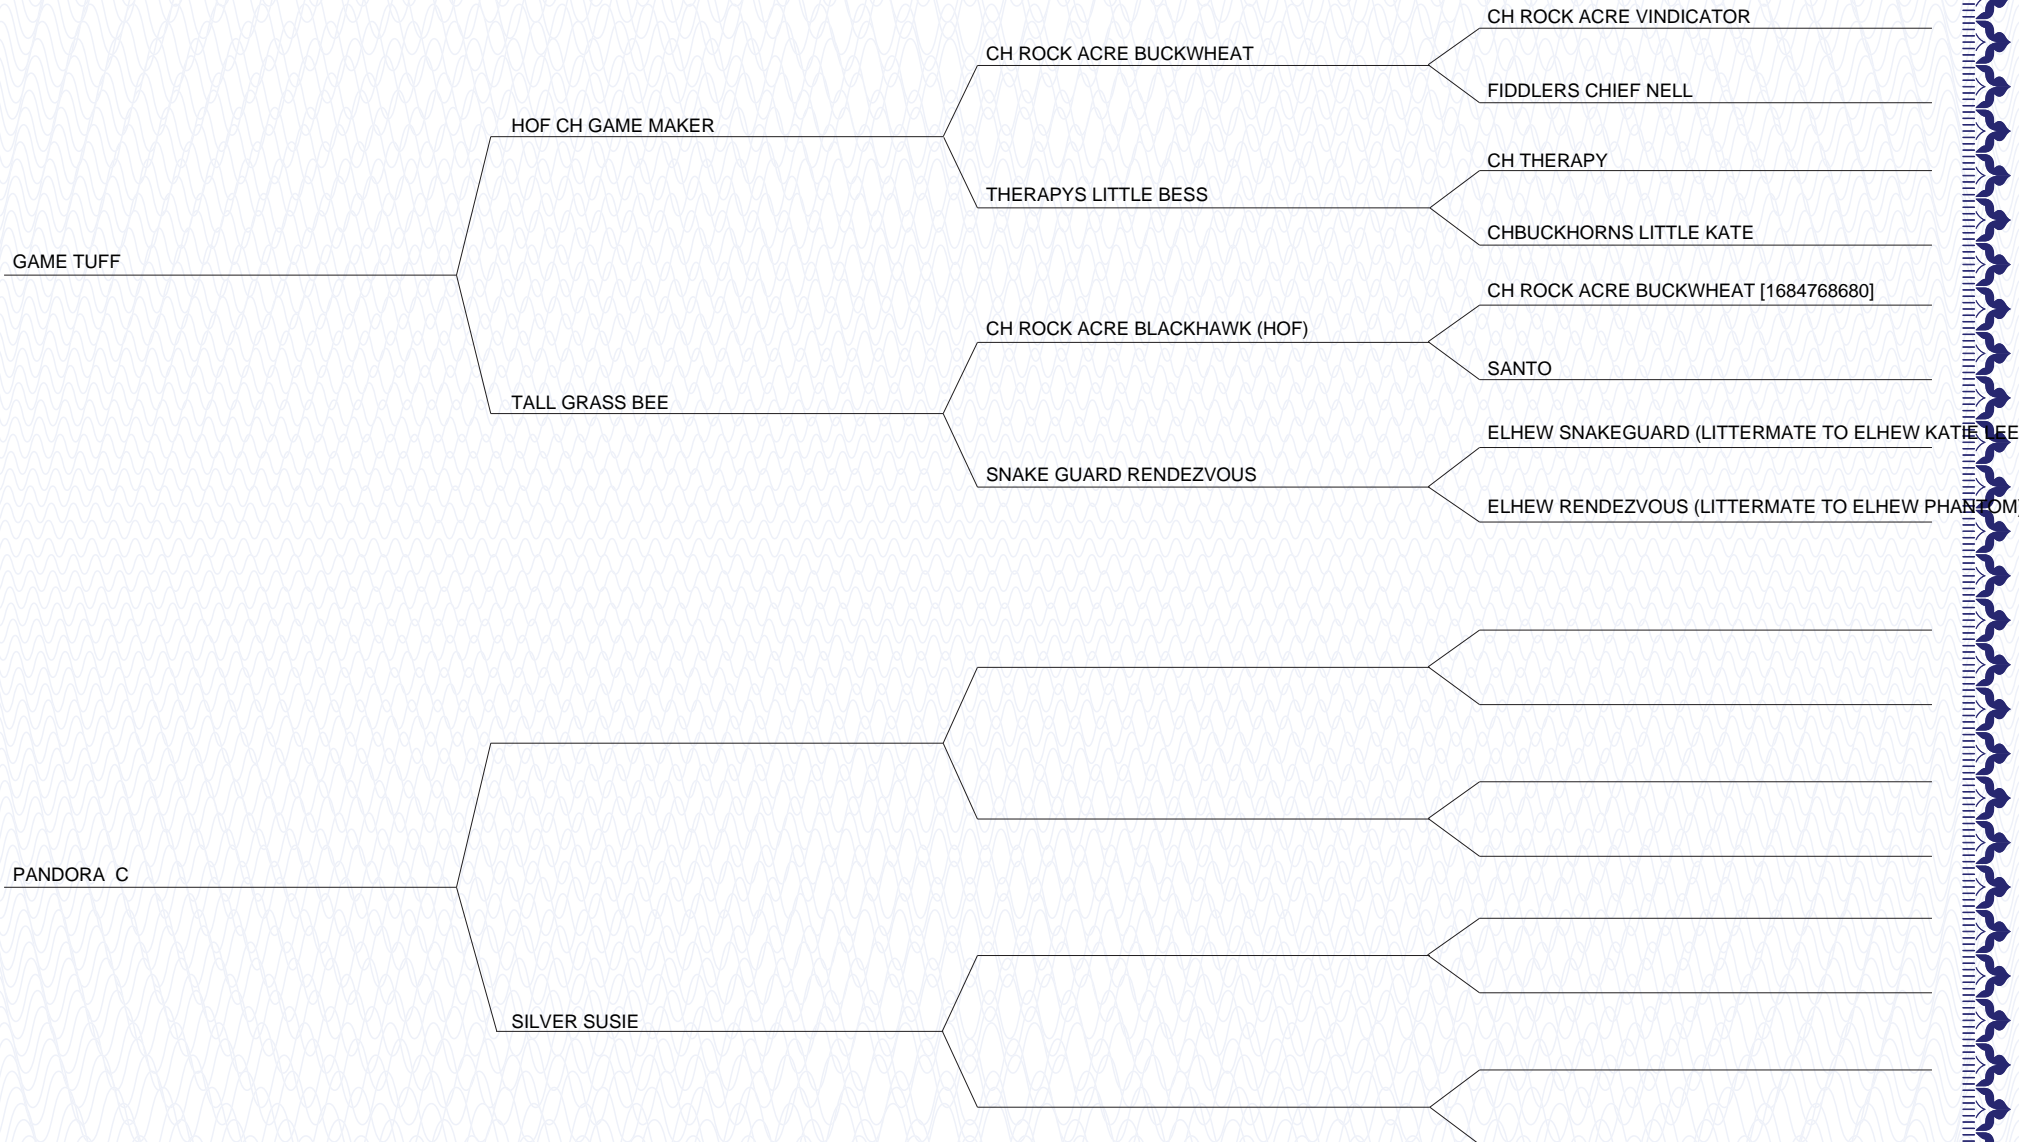 CH ROCK ACRE VINDICATOR
CH ROCK ACRE BUCKWHEAT
FIDDLERS CHIEF NELL
HOF CH GAME MAKER
CH THERAPY
THERAPYS LITTLE BESS
CHBUCKHORNS LITTLE KATE
GAME TUFF
CH ROCK ACRE BUCKWHEAT [1684768680]
CH ROCK ACRE BLACKHAWK (HOF)
SANTO
TALL GRASS BEE
ELHEW SNAKEGUARD (LITTERMATE TO ELHEW KATIE LEE
SNAKE GUARD RENDEZVOUS
ELHEW RENDEZVOUS (LITTERMATE TO ELHEW PHANTOM)
PANDORA  C
SILVER SUSIE